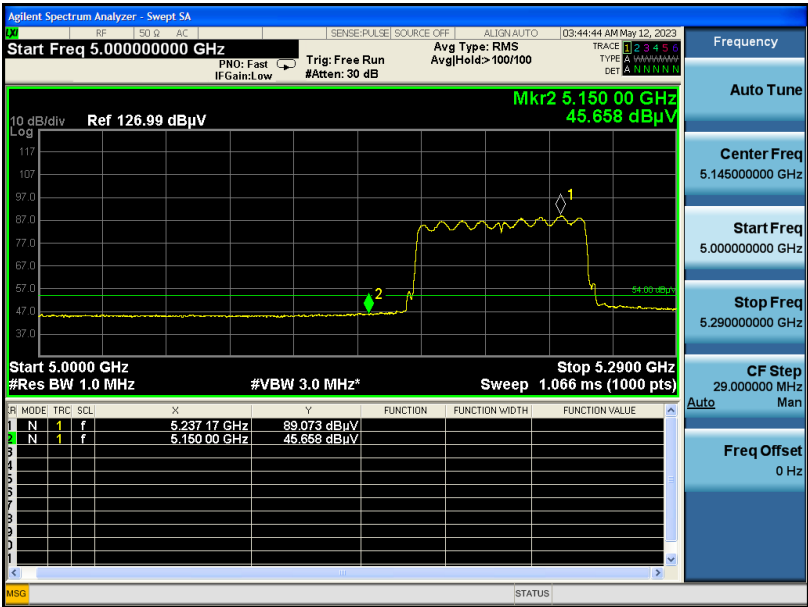 Agilent Spectrum Analyzer - Swept SA
LXI RF 50 Ω AC SENSE:PULSE SOURCE OFF ALIGN AUTO 03:44:44 AM May 12, 2023
Start Freq 5.000000000 GHz
PNO: Fast
IFGain:Low
Trig: Free Run
#Atten: 30 dB
Avg Type: RMS
Avg|Hold:>100/100
TRACE 1 2 3 4 5 6
TYPE A WWWWW
DET A N N N N N
Mkr2 5.150 00 GHz
45.658 dBµV
10 dB/div Ref 126.99 dBµV
Log
117
107
97.0
87.0
77.0
67.0
57.0
47.0
37.0
1
2
54.00 dBµV
Start 5.0000 GHz Stop 5.2900 GHz
#Res BW 1.0 MHz #VBW 3.0 MHz* Sweep 1.066 ms (1000 pts)
MODE TRC SCL X Y FUNCTION FUNCTION WIDTH FUNCTION VALUE
1 N 1 f 5.237 17 GHz 89.073 dBµV
2 N 1 f 5.150 00 GHz 45.658 dBµV
3
4
5
6
7
8
9
MSG STATUS
Frequency
Auto Tune
Center Freq
5.145000000 GHz
Start Freq
5.000000000 GHz
Stop Freq
5.290000000 GHz
CF Step
29.000000 MHz
Auto Man
Freq Offset
0 Hz